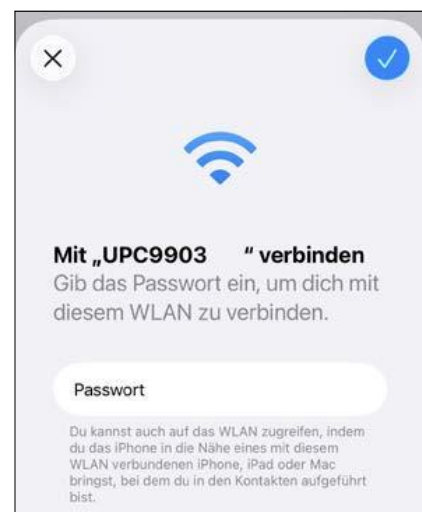 Mit „UPC9903 “ verbinden
Gib das Passwort ein, um dich mit
diesem WLAN zu verbinden.
Passwort
Du kannst auch auf das WLAN zugreifen, indem
du das iPhone in die Nähe eines mit diesem
WLAN verbundenen iPhone, iPad oder Mac
bringst, bei dem du in den Kontakten aufgeführt
bist.